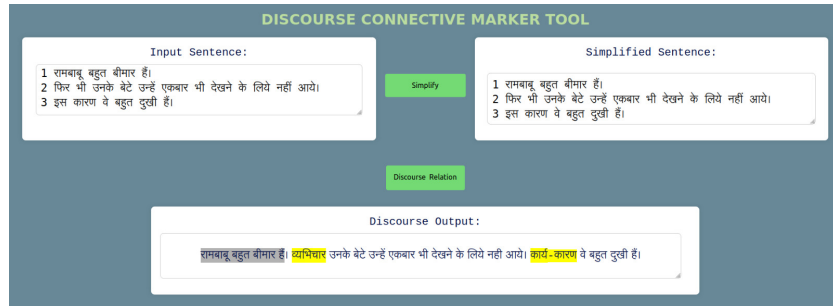 DISCOURSE CONNECTIVE MARKER TOOL
Input Sentence:
1 रामबाबू बहुत बीमार हैं।
2 फिर भी उनके बेटे उन्हें एकबार भी देखने के लिये नहीं आये।
3 इस कारण वे बहुत दुखी हैं।
Simplify
Simplified Sentence:
1 रामबाबू बहुत बीमार हैं।
2 फिर भी उनके बेटे उन्हें एकबार भी देखने के लिये नहीं आये।
3 इस कारण वे बहुत दुखी हैं।
Discourse Relation
Discourse Output:
रामबाबू बहुत बीमार हैं। व्यभिचार उनके बेटे उन्हें एकबार भी देखने के लिये नही आये। कार्य-कारण वे बहुत दुखी हैं।